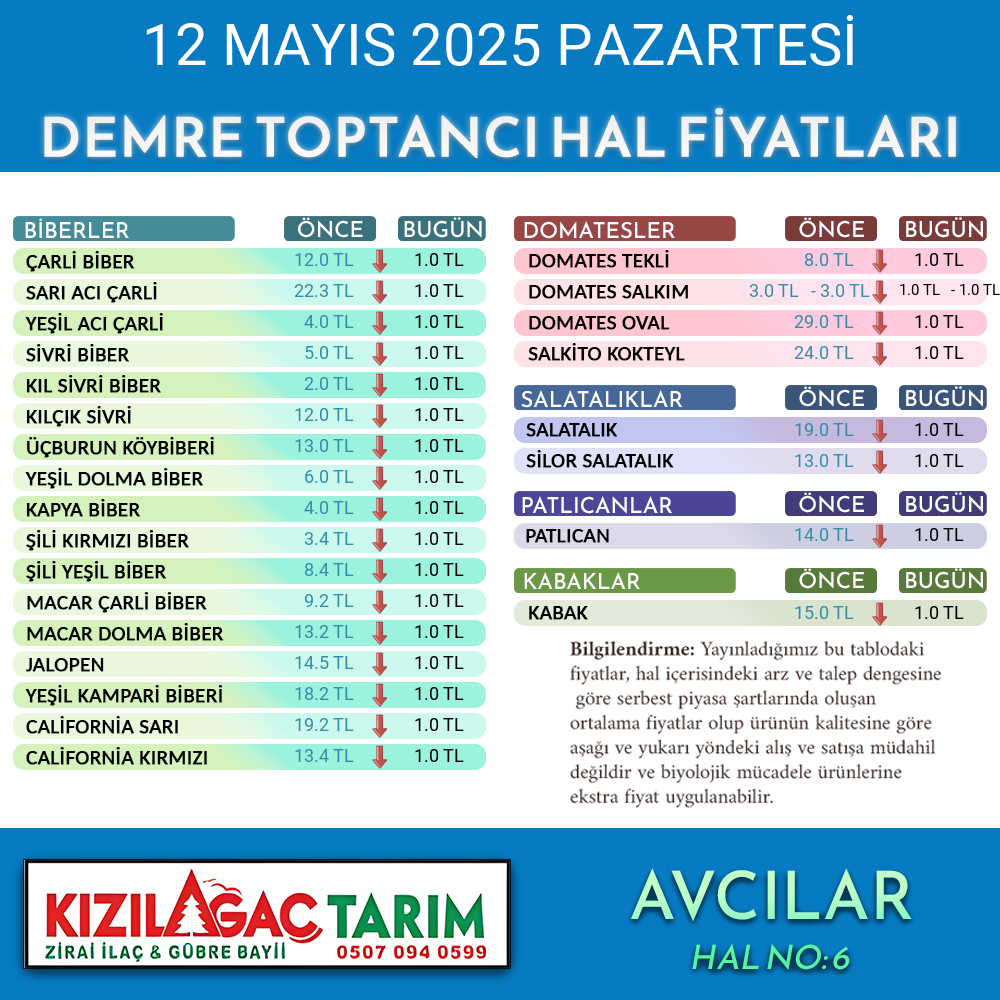 12 MAYIS 2025 PAZARTESİ
DEMRE TOPTANCI HAL FİYATLARI
BİBERLER ÖNCE BUGÜN
ÇARLİ BİBER 12.0 TL 1.0 TL
SARI ACI ÇARLİ 22.3 TL 1.0 TL
YEŞİL ACI ÇARLİ 4.0 TL 1.0 TL
SİVRİ BİBER 5.0 TL 1.0 TL
KIL SİVRİ BİBER 2.0 TL 1.0 TL
KILÇIK SİVRİ 12.0 TL 1.0 TL
ÜÇBURUN KÖYBİBERİ 13.0 TL 1.0 TL
YEŞİL DOLMA BİBER 6.0 TL 1.0 TL
KAPYA BİBER 4.0 TL 1.0 TL
ŞİLİ KIRMIZI BİBER 3.4 TL 1.0 TL
ŞİLİ YEŞİL BİBER 8.4 TL 1.0 TL
MACAR ÇARLİ BİBER 9.2 TL 1.0 TL
MACAR DOLMA BİBER 13.2 TL 1.0 TL
JALOPEN 14.5 TL 1.0 TL
YEŞİL KAMPARİ BİBERİ 18.2 TL 1.0 TL
CALİFORNİA SARI 19.2 TL 1.0 TL
CALİFORNİA KIRMIZI 13.4 TL 1.0 TL
DOMATESLER ÖNCE BUGÜN
DOMATES TEKLİ 8.0 TL 1.0 TL
DOMATES SALKIM 3.0 TL - 3.0 TL 1.0 TL - 1.0 TL
DOMATES OVAL 29.0 TL 1.0 TL
SALKİTO KOKTEYL 24.0 TL 1.0 TL
SALATALIKLAR ÖNCE BUGÜN
SALATALIK 19.0 TL 1.0 TL
SİLOR SALATALIK 13.0 TL 1.0 TL
PATLICANLAR ÖNCE BUGÜN
PATLICAN 14.0 TL 1.0 TL
KABAKLAR ÖNCE BUGÜN
KABAK 15.0 TL 1.0 TL
Bilgilendirme: Yayınladığımız bu tablodaki
fiyatlar, hal içerisindeki arz ve talep dengesine
göre serbest piyasa şartlarında oluşan
ortalama fiyatlar olup ürünün kalitesine göre
aşağı ve yukarı yöndeki alış ve satışa müdahil
değildir ve biyolojik mücadele ürünlerine
ekstra fiyat uygulanabilir.
KIZILAGAÇ TARIM
ZİRAİ İLAÇ & GÜBRE BAYİİ 0507 094 0599
AVCILAR
HAL NO:6